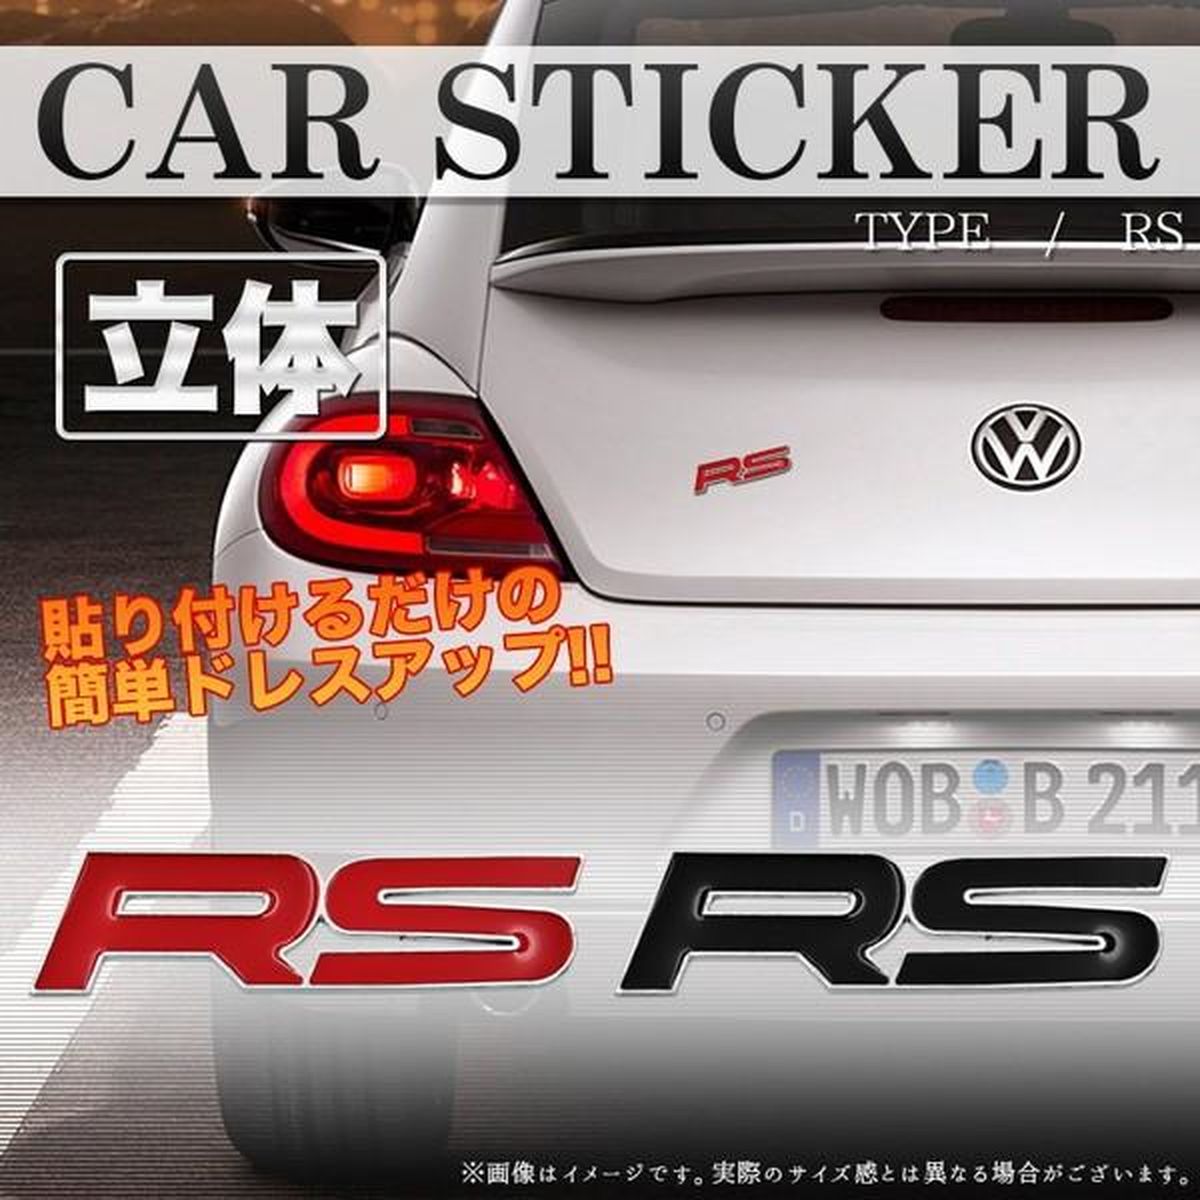 CAR STICKER
TYPE / RS
立体
RS
貼り付けるだけの
簡単ドレスアップ!!
D WOB B 211
RS RS
※画像はイメージです。実際のサイズ感とは異なる場合がございます。